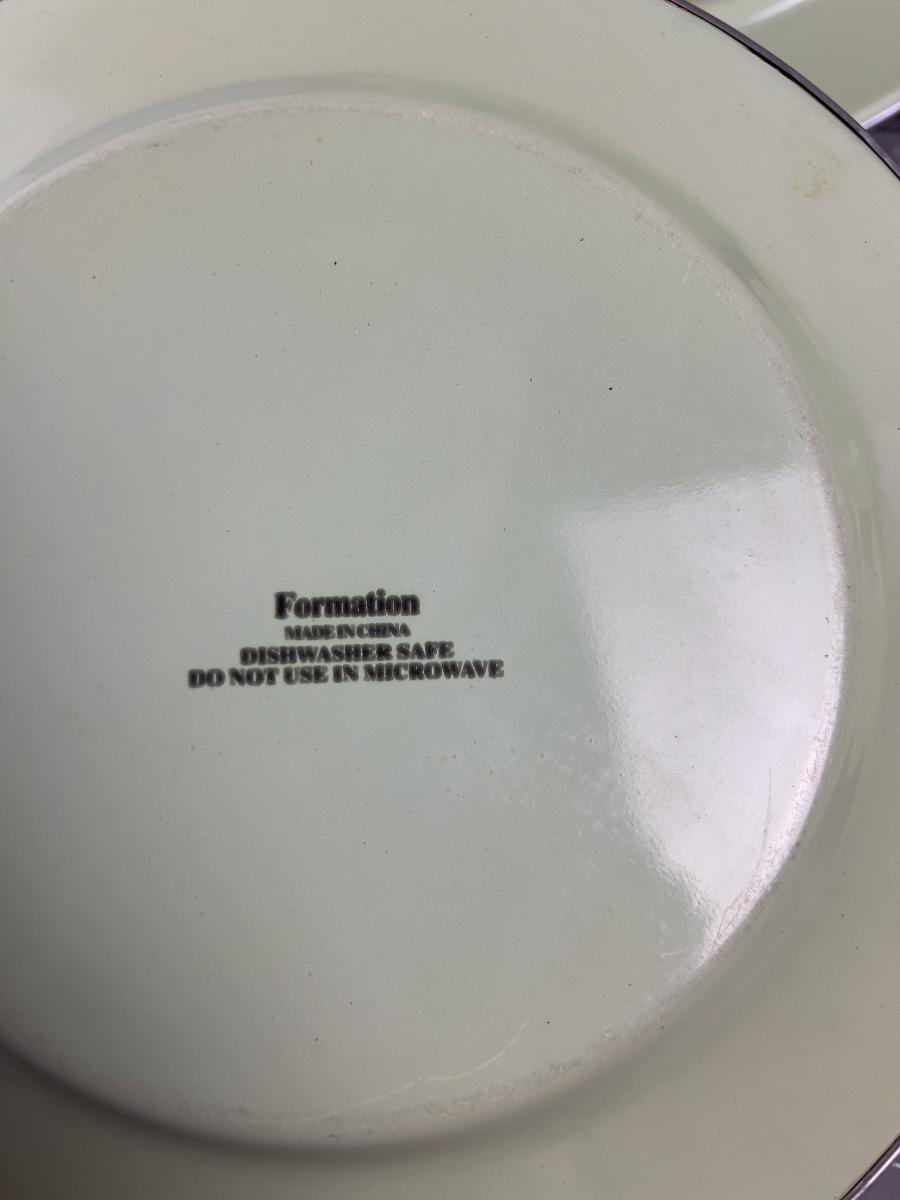 Formation
MADE IN CHINA
DISHWASHER SAFE
DO NOT USE IN MICROWAVE